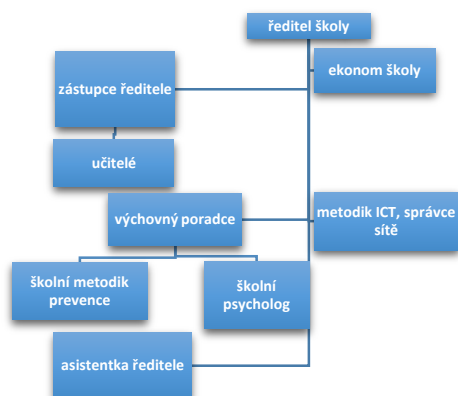 ředitel školy
ekonom školy
zástupce ředitele
učitelé
výchovný poradce
metodik ICT, správce
sítě
školní metodik
prevence
školní
psycholog
asistentka ředitele